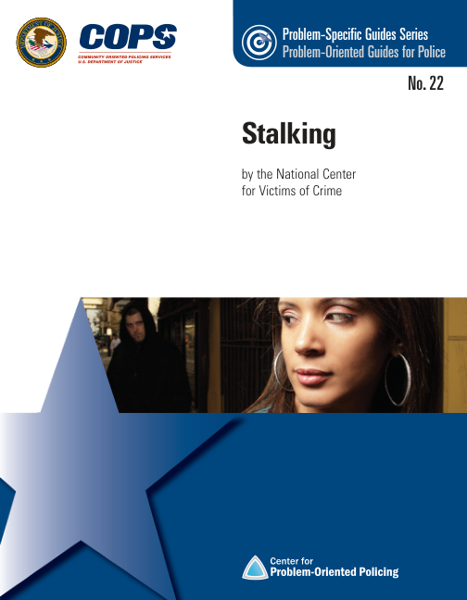 COPS
COMMUNITY ORIENTED POLICING SERVICES
U.S. DEPARTMENT OF JUSTICE
Problem-Specific Guides Series
Problem-Oriented Guides for Police
No. 22
Stalking
by the National Center
for Victims of Crime
Center for
Problem-Oriented Policing